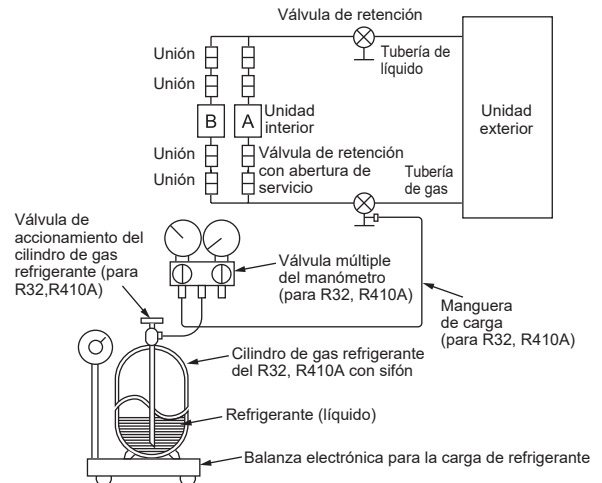 Válvula de retención
Unión
Tubería de
líquido
Unión
B
A
Unidad
interior
Unidad
exterior
Unión
Unión
Válvula de retención
con abertura de
servicio
Tubería
de gas
Válvula de
accionamiento del
cilindro de gas
refrigerante (para
R32,R410A)
Válvula múltiple
del manómetro
(para R32, R410A)
Manguera
de carga
(para R32, R410A)
Cilindro de gas refrigerante
del R32, R410A con sifón
Refrigerante (líquido)
Balanza electrónica para la carga de refrigerante